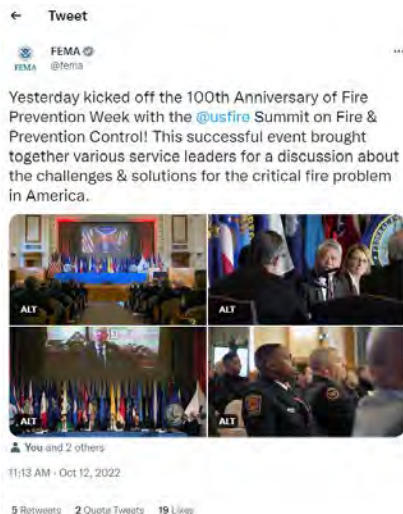 ← Tweet
FEMA
@fema
FEMA
Yesterday kicked off the 100th Anniversary of Fire
Prevention Week with the @usfire Summit on Fire &
Prevention Control! This successful event brought
together various service leaders for a discussion about
the challenges & solutions for the critical fire problem
in America.
ALT
ALT
ALT
ALT
You and 2 others
11:13 AM · Oct 12, 2022
5 Retweets 2 Quote Tweets 19 Likes